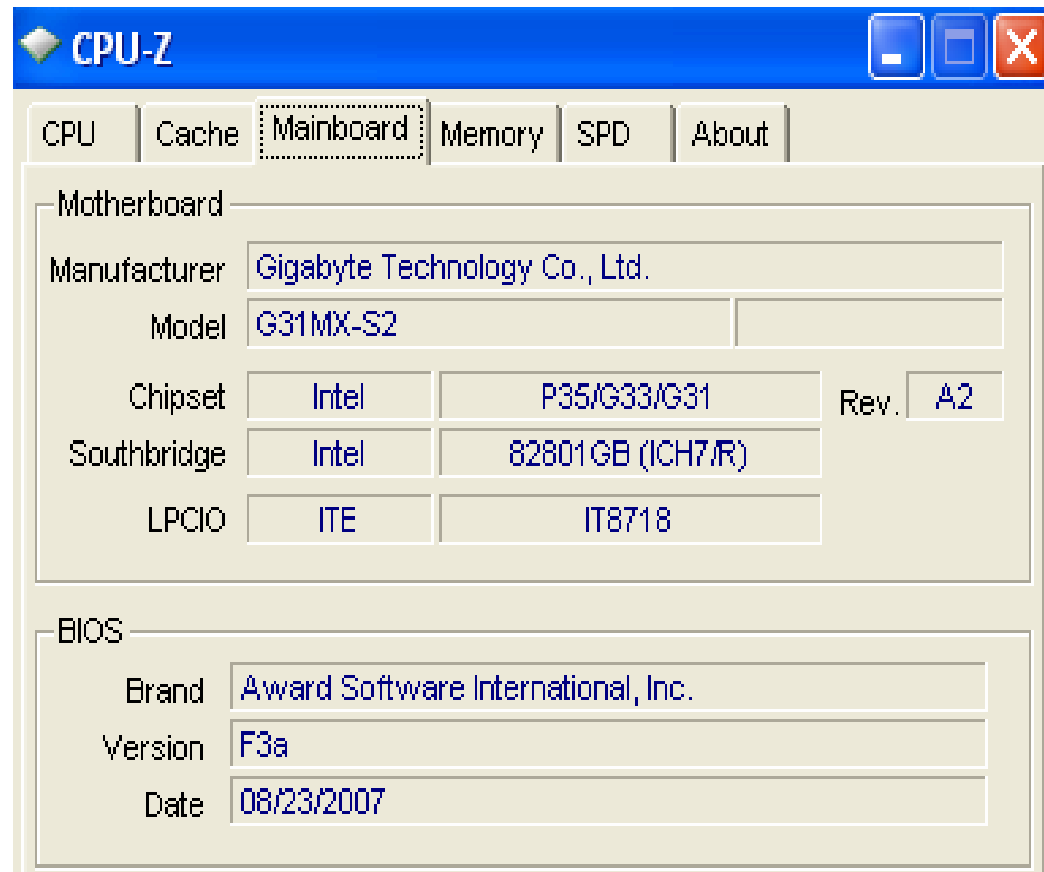 CPU-Z
CPU Cache Mainboard Memory SPD About
Motherboard
Manufacturer Gigabyte Technology Co., Ltd.
Model G31MX-S2
Chipset Intel P35/G33/G31 Rev. A2
Southbridge Intel 82801GB (ICH7/R)
LPCIO ITE IT8718
BIOS
Brand Award Software International, Inc.
Version F3a
Date 08/23/2007